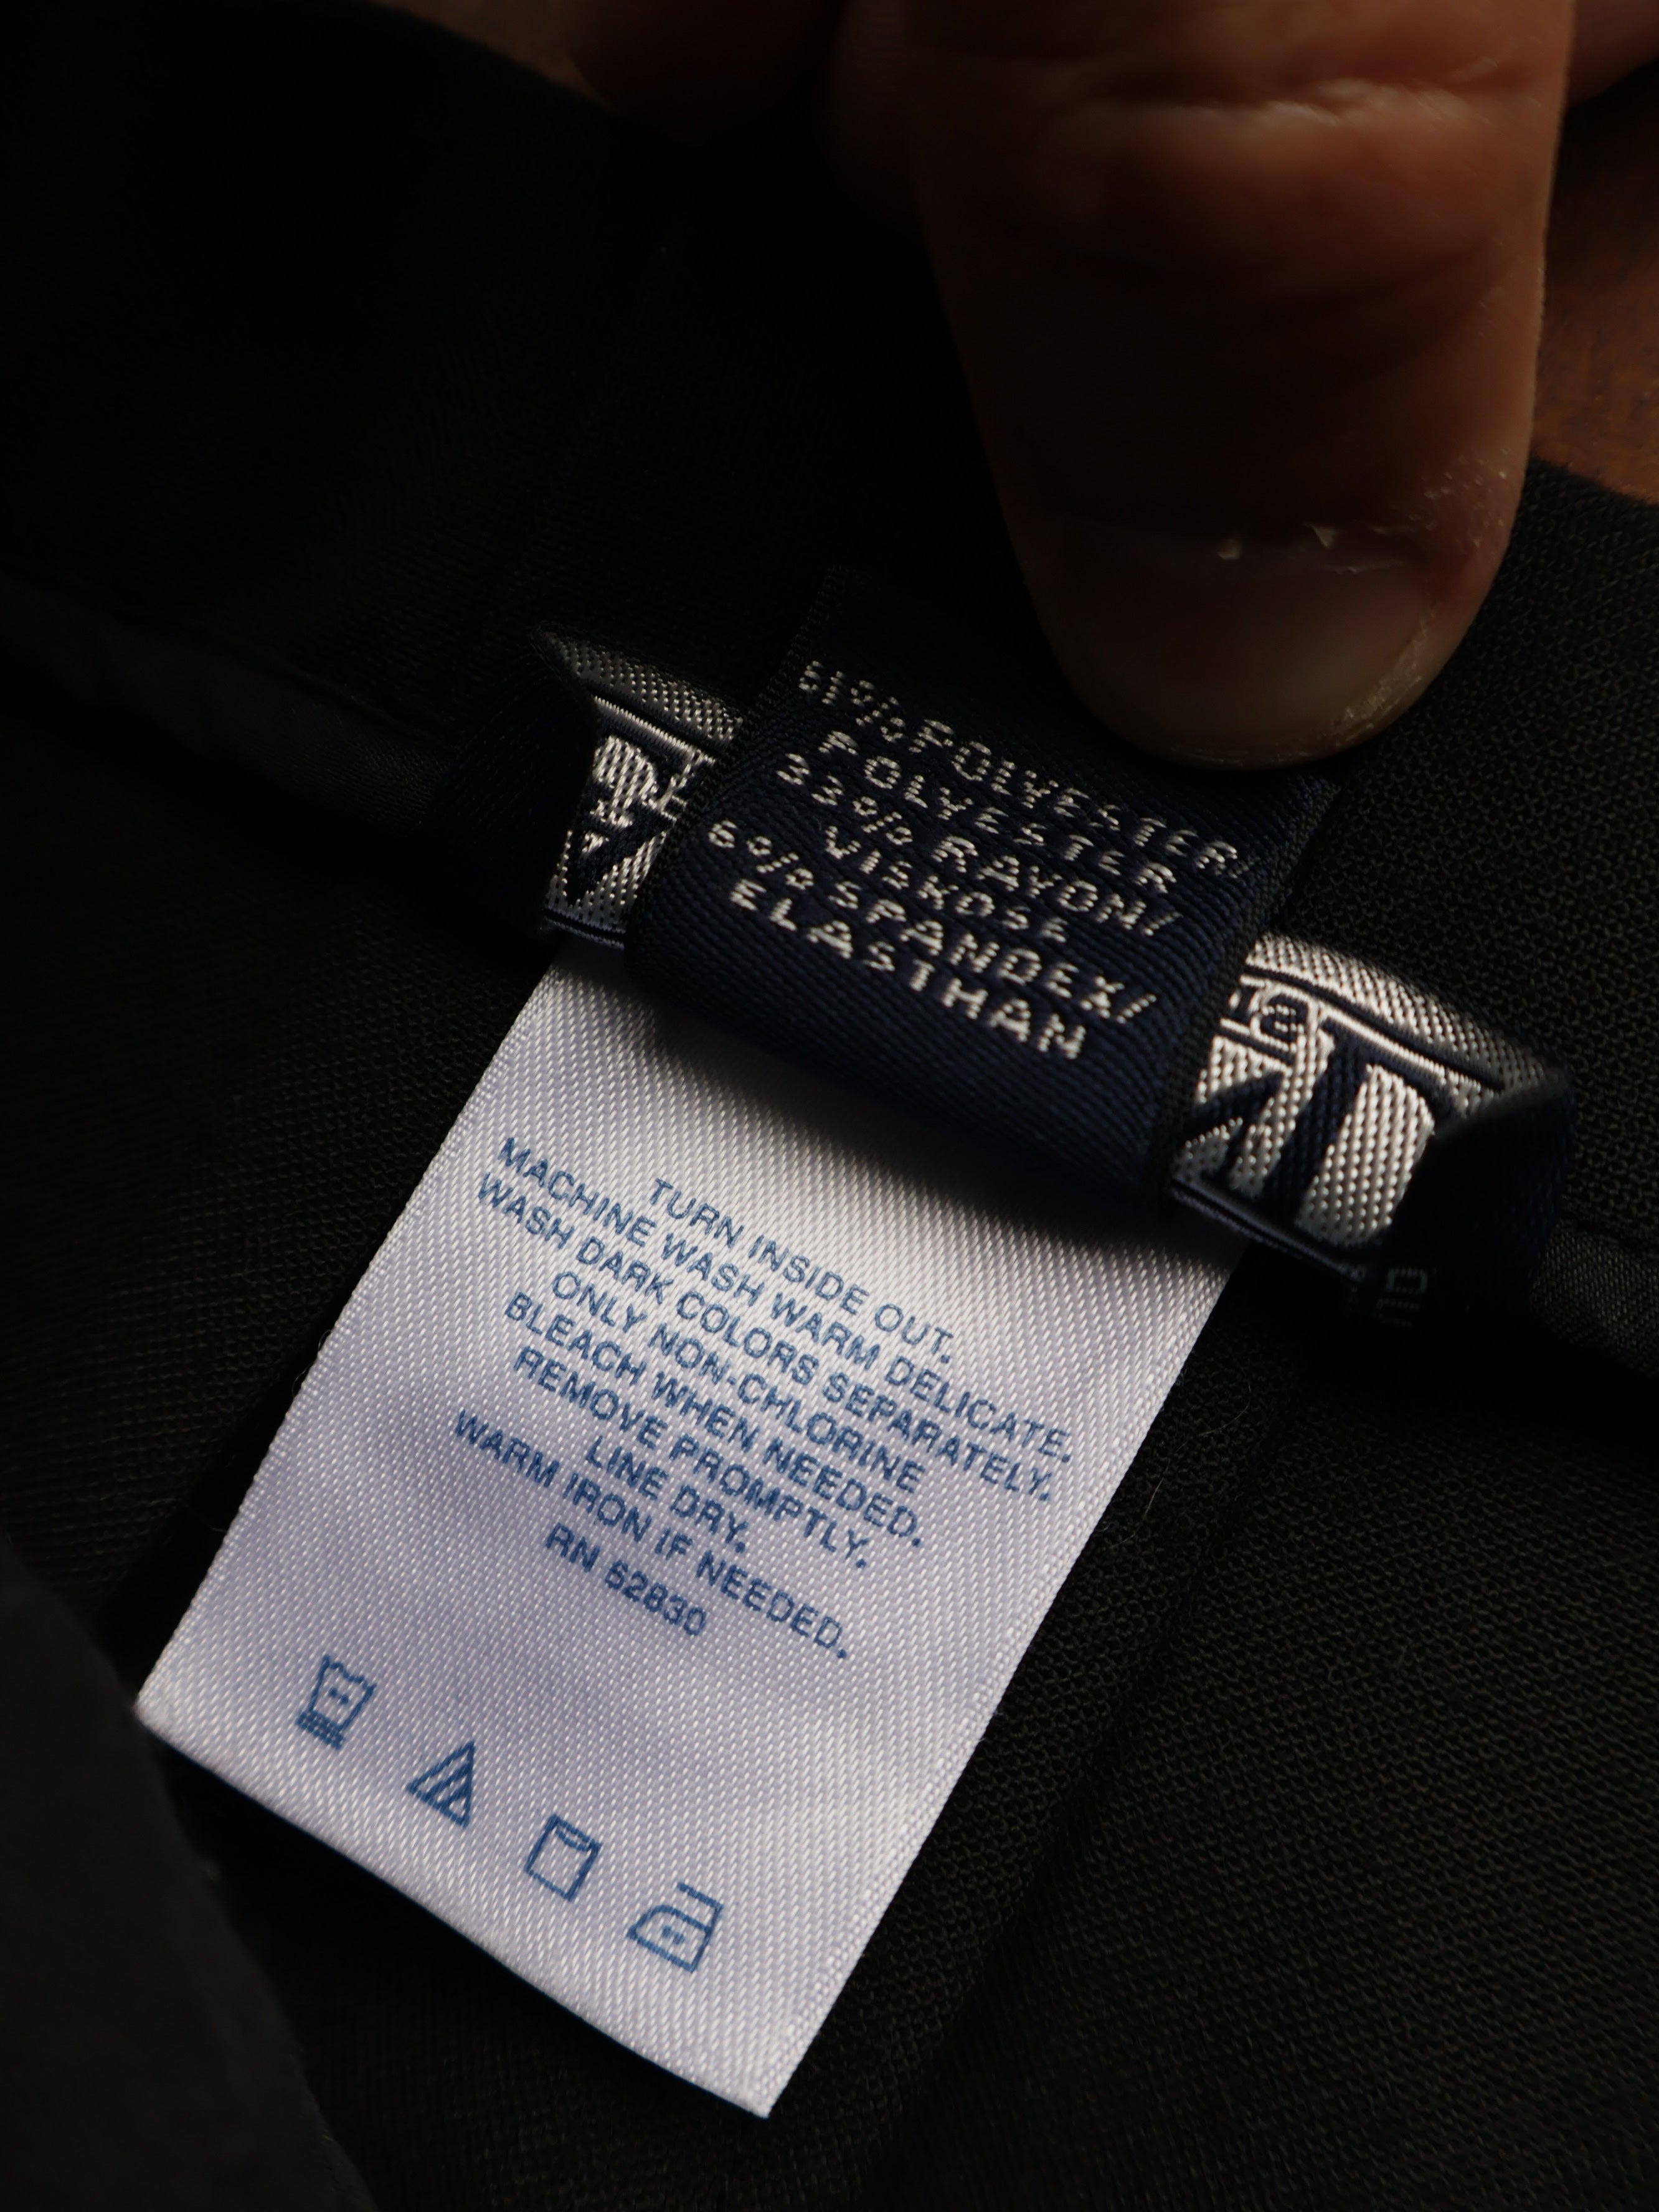 61% POLYESTER/
POLYESTER
33% RAYON/
VISKOSE
6% SPANDEX/
ELASTHAN
TURN INSIDE OUT.
MACHINE WASH WARM DELICATE.
WASH DARK COLORS SEPARATELY.
ONLY NON-CHLORINE
BLEACH WHEN NEEDED.
REMOVE PROMPTLY.
LINE DRY.
WARM IRON IF NEEDED.
RN 52830